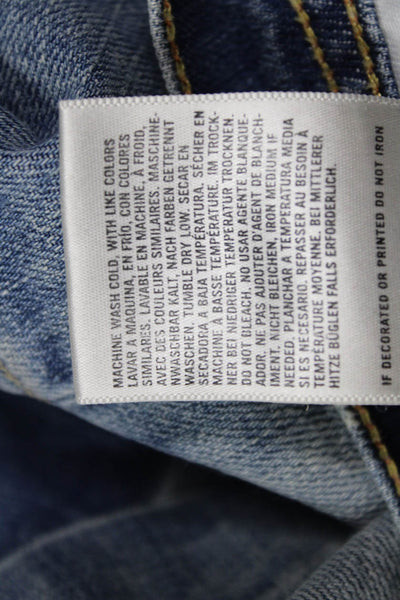 MACHINE WASH COLD, WITH LIKE COLORS
LAVAR A MAQUINA, EN FRÍO, CON COLORES
SIMILARES. LAVABLE EN MACHINE, À FROID,
AVEC DES COULEURS SIMILAIRES. MASCHINE-
NWASCHBAR KALT, NACH FARBEN GETRENNT
WASCHEN. TUMBLE DRY LOW. SECAR EN
SECADORA A BAJA TEMPERATURA. SÉCHER EN
MACHINE À BASSE TEMPÉRATURE. IM TROCK-
NER BEI NIEDRIGER TEMPERATUR TROCKNEN.
DO NOT BLEACH. NO USAR AGENTE BLANQUE-
ADOR. NE PAS AJOUTER D'AGENT DE BLANCH-
IMENT. NICHT BLEICHEN. IRON MEDIUM IF
NEEDED. PLANCHAR A TEMPERATURA MEDIA
SI ES NECESARIO. REPASSER AU BESOIN À
TEMPÉRATURE MOYENNE. BEI MITTLERER
HITZE BÜGLEN FALLS ERFORDERLICH.
IF DECORATED OR PRINTED DO NOT IRON